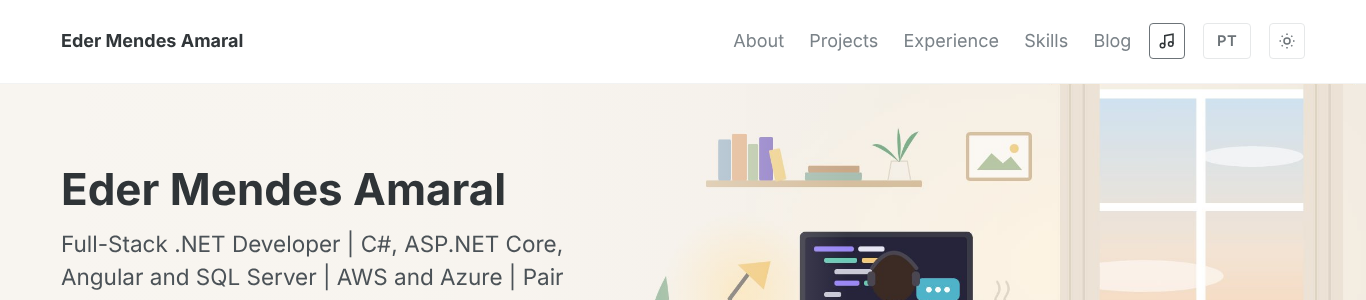 Eder Mendes Amaral
About Projects Experience Skills Blog PT
Eder Mendes Amaral
Full-Stack .NET Developer | C#, ASP.NET Core,
Angular and SQL Server | AWS and Azure | Pair